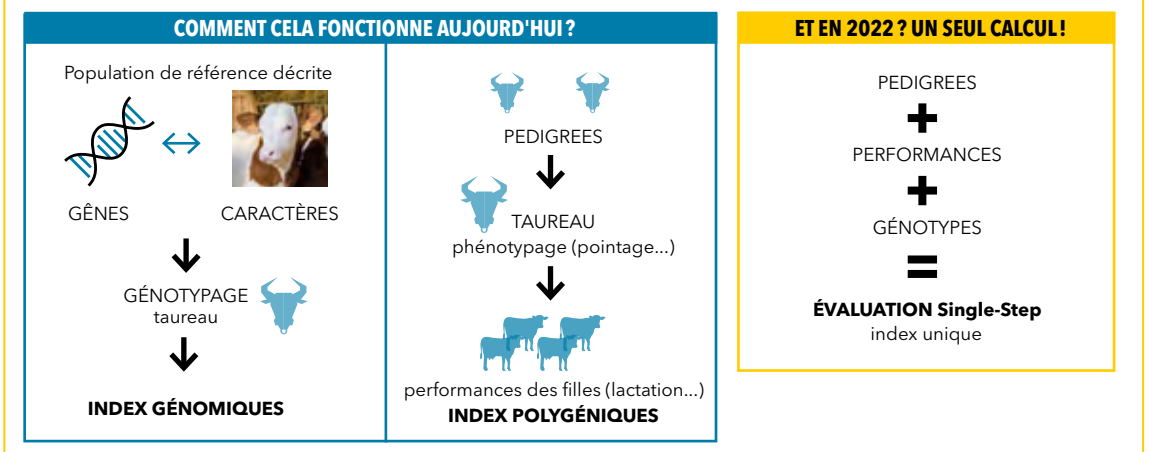 COMMENT CELA FONCTIONNE AUJOURD'HUI ?
Population de référence décrite
GÊNES
CARACTÈRES
GÉNOTYPAGE
taureau
INDEX GÉNOMIQUES
PEDIGREES
TAUREAU
phénotypage (pointage...)
performances des filles (lactation...)
INDEX POLYGÉNIQUES
ET EN 2022 ? UN SEUL CALCUL !
PEDIGREES
+
PERFORMANCES
+
GÉNOTYPES
=
ÉVALUATION Single-Step
index unique